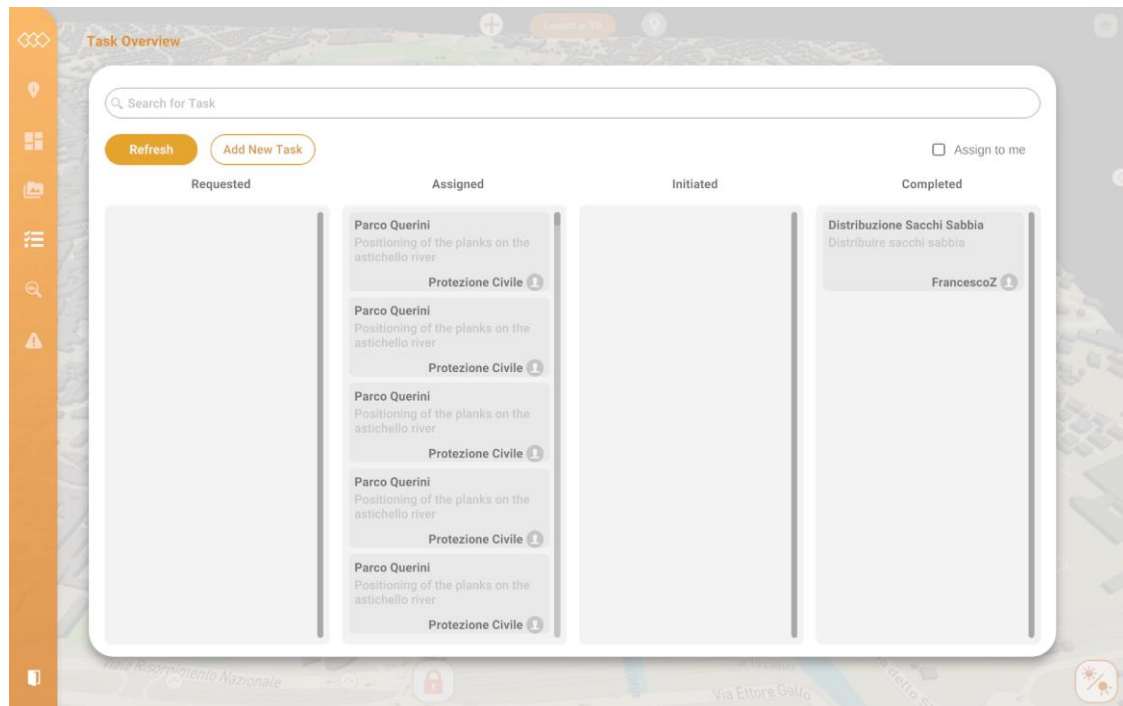 Launch in VR
Task Overview
Search for Task
Refresh
Add New Task
Assign to me
Requested
Assigned
Initiated
Completed
Parco Querini
Positioning of the planks on the
astichello river
Protezione Civile
Parco Querini
Positioning of the planks on the
astichello river
Protezione Civile
Parco Querini
Positioning of the planks on the
astichello river
Protezione Civile
Parco Querini
Positioning of the planks on the
astichello river
Protezione Civile
Parco Querini
Positioning of the planks on the
astichello river
Protezione Civile
Distribuzione Sacchi Sabbia
Distribuire sacchi sabbia
FrancescoZ
Viale Risorgimento Nazionale
Via Ettore Gallo